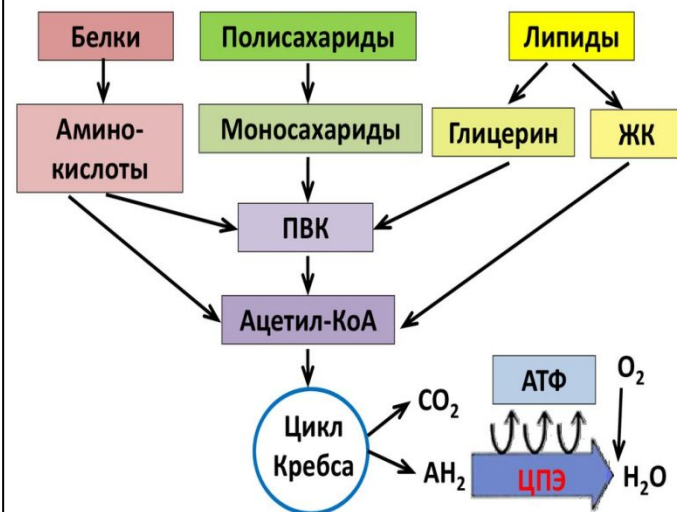 Белки
Полисахариды
Липиды
Амино-
кислоты
Моносахариды
Глицерин
ЖК
ПВК
Ацетил-КоА
Цикл
Кребса
CO₂
AH₂
АТФ
O₂
ЦПЭ
H₂O